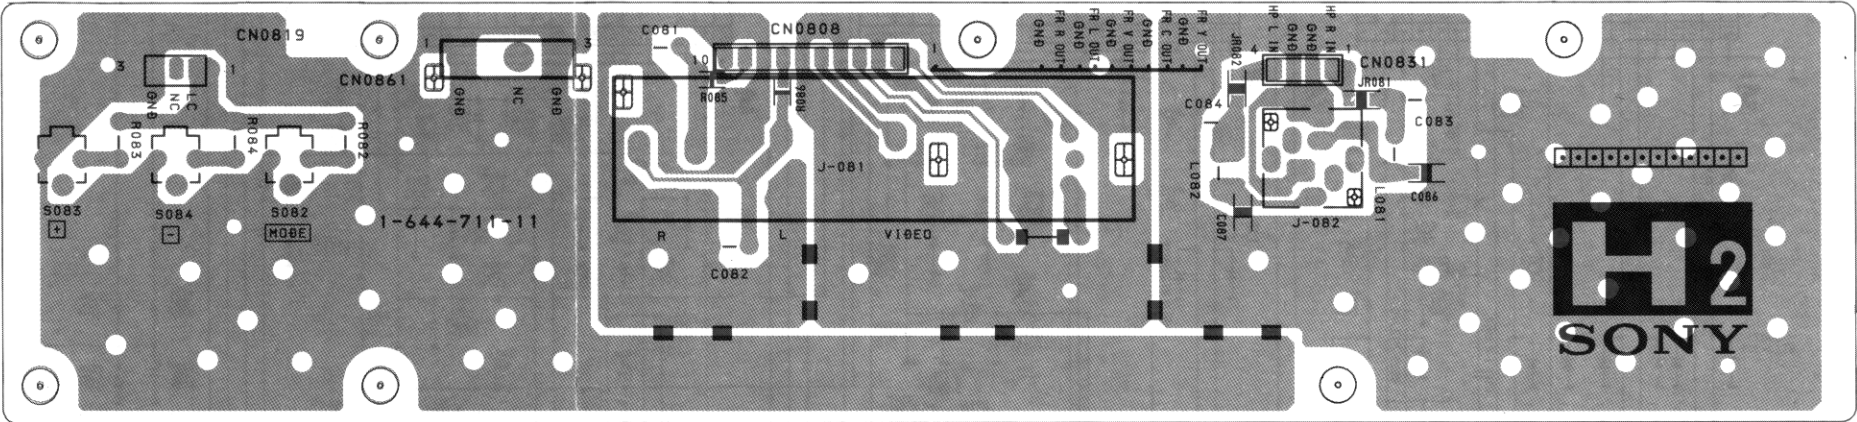 CN0819
3
1
GND
NC
LC
R083
R084
R082
S083
+
S084
-
S082
MODE
CN0861
1
3
GND
NC
GND
1-644-711-11
C081
CN0808
10
1
R085
R086
J-081
R
L
VIDEO
C082
GND
FR R OUT
GND
FR L OUT
GND
FR Y OUT
GND
FR C OUT
GND
FR Y OUT
HP L IN
GND
GND
HP R IN
4
1
CN0831
JR082
JR081
C084
C083
L082
L081
C086
C087
J-082
H2
SONY